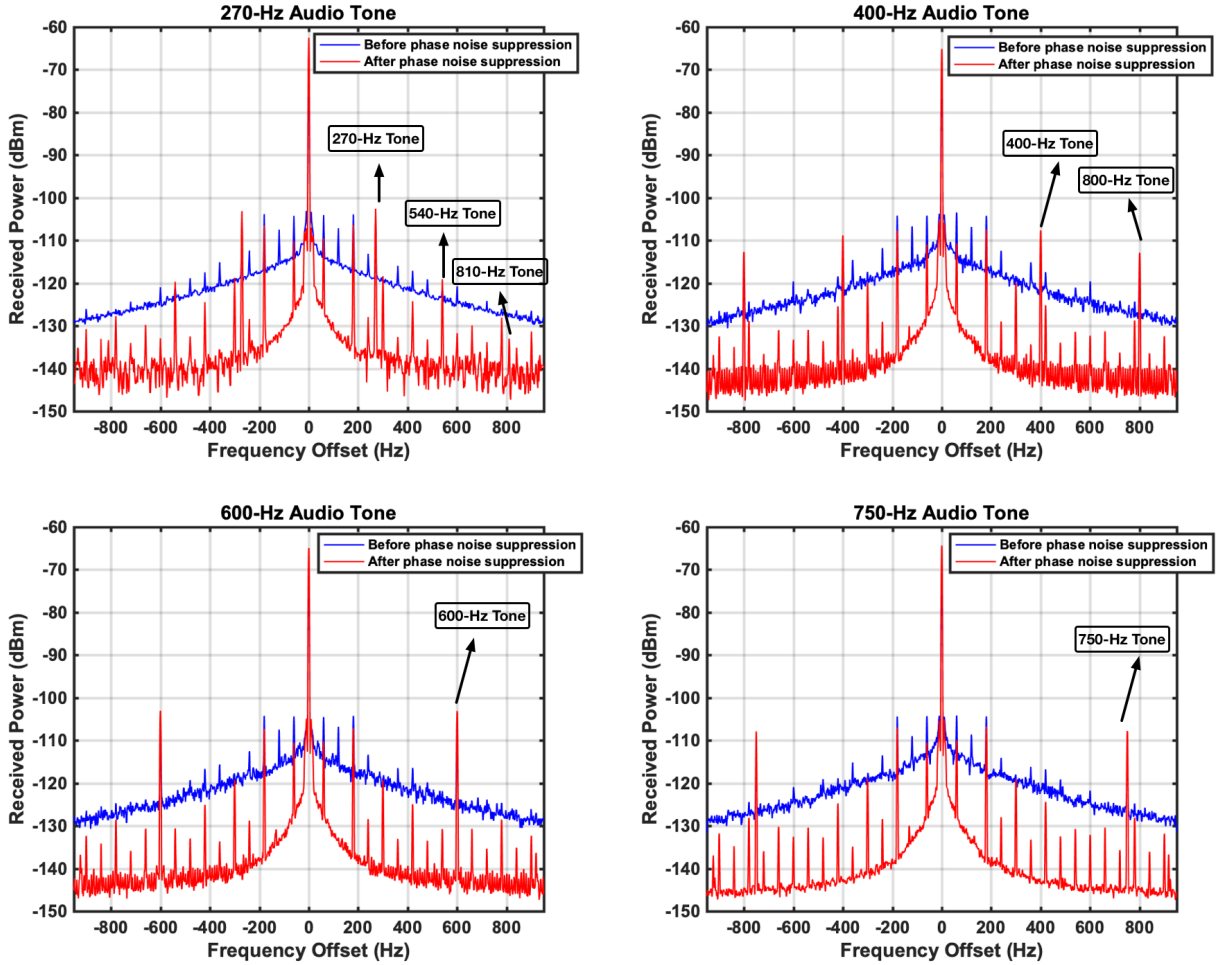 270-Hz Audio Tone
Before phase noise suppression
After phase noise suppression
270-Hz Tone
540-Hz Tone
810-Hz Tone
-60
-70
-80
-90
-100
-110
-120
-130
-140
-150
Received Power (dBm)
-800 -600 -400 -200 0 200 400 600 800
Frequency Offset (Hz)
400-Hz Audio Tone
Before phase noise suppression
After phase noise suppression
400-Hz Tone
800-Hz Tone
-60
-70
-80
-90
-100
-110
-120
-130
-140
-150
Received Power (dBm)
-800 -600 -400 -200 0 200 400 600 800
Frequency Offset (Hz)
600-Hz Audio Tone
Before phase noise suppression
After phase noise suppression
600-Hz Tone
-60
-70
-80
-90
-100
-110
-120
-130
-140
-150
Received Power (dBm)
-800 -600 -400 -200 0 200 400 600 800
Frequency Offset (Hz)
750-Hz Audio Tone
Before phase noise suppression
After phase noise suppression
750-Hz Tone
-60
-70
-80
-90
-100
-110
-120
-130
-140
-150
Received Power (dBm)
-800 -600 -400 -200 0 200 400 600 800
Frequency Offset (Hz)